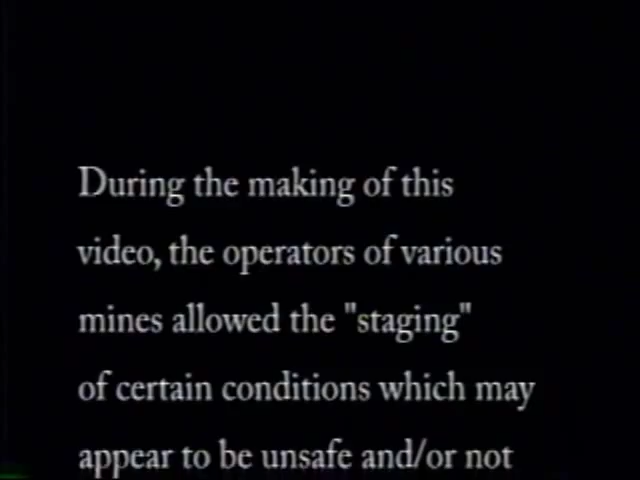 During the making of this
video, the operators of various
mines allowed the "staging"
of certain conditions which may
appear to be unsafe and/or not